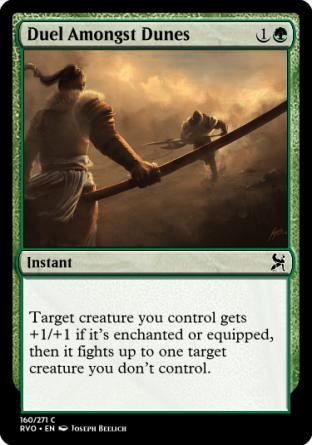 Duel Amongst Dunes 1
Instant
Target creature you control gets
+1/+1 if it's enchanted or equipped,
then it fights up to one target
creature you don't control.
160/271 C
RVO • EN Joseph Beelich